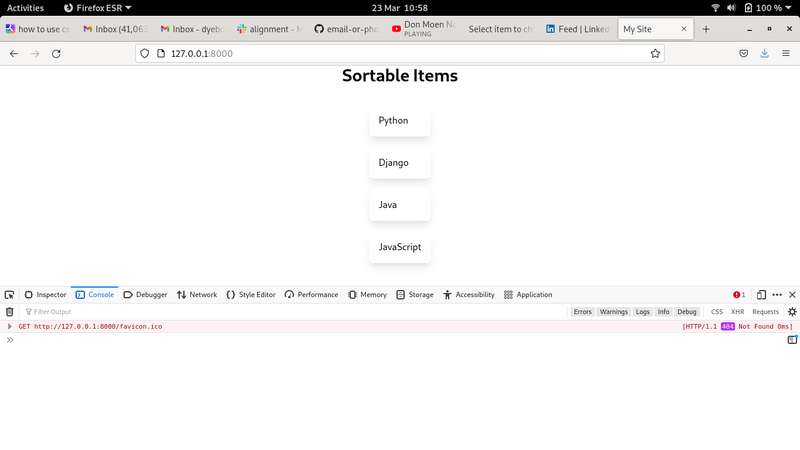 Activities Firefox ESR 23 Mar 10:58 100 %
how to use c Inbox (41,063 Inbox - dyebo alignment - M email-or-pho Don Moen No Select item to ch Feed | LinkedI My Site
PLAYING
127.0.0.1:8000
Sortable Items
Python
Django
Java
JavaScript
Inspector Console Debugger Network Style Editor Performance Memory Storage Accessibility Application 1
Filter Output Errors Warnings Logs Info Debug CSS XHR Requests
GET http://127.0.0.1:8000/favicon.ico [HTTP/1.1 404 Not Found 0ms]